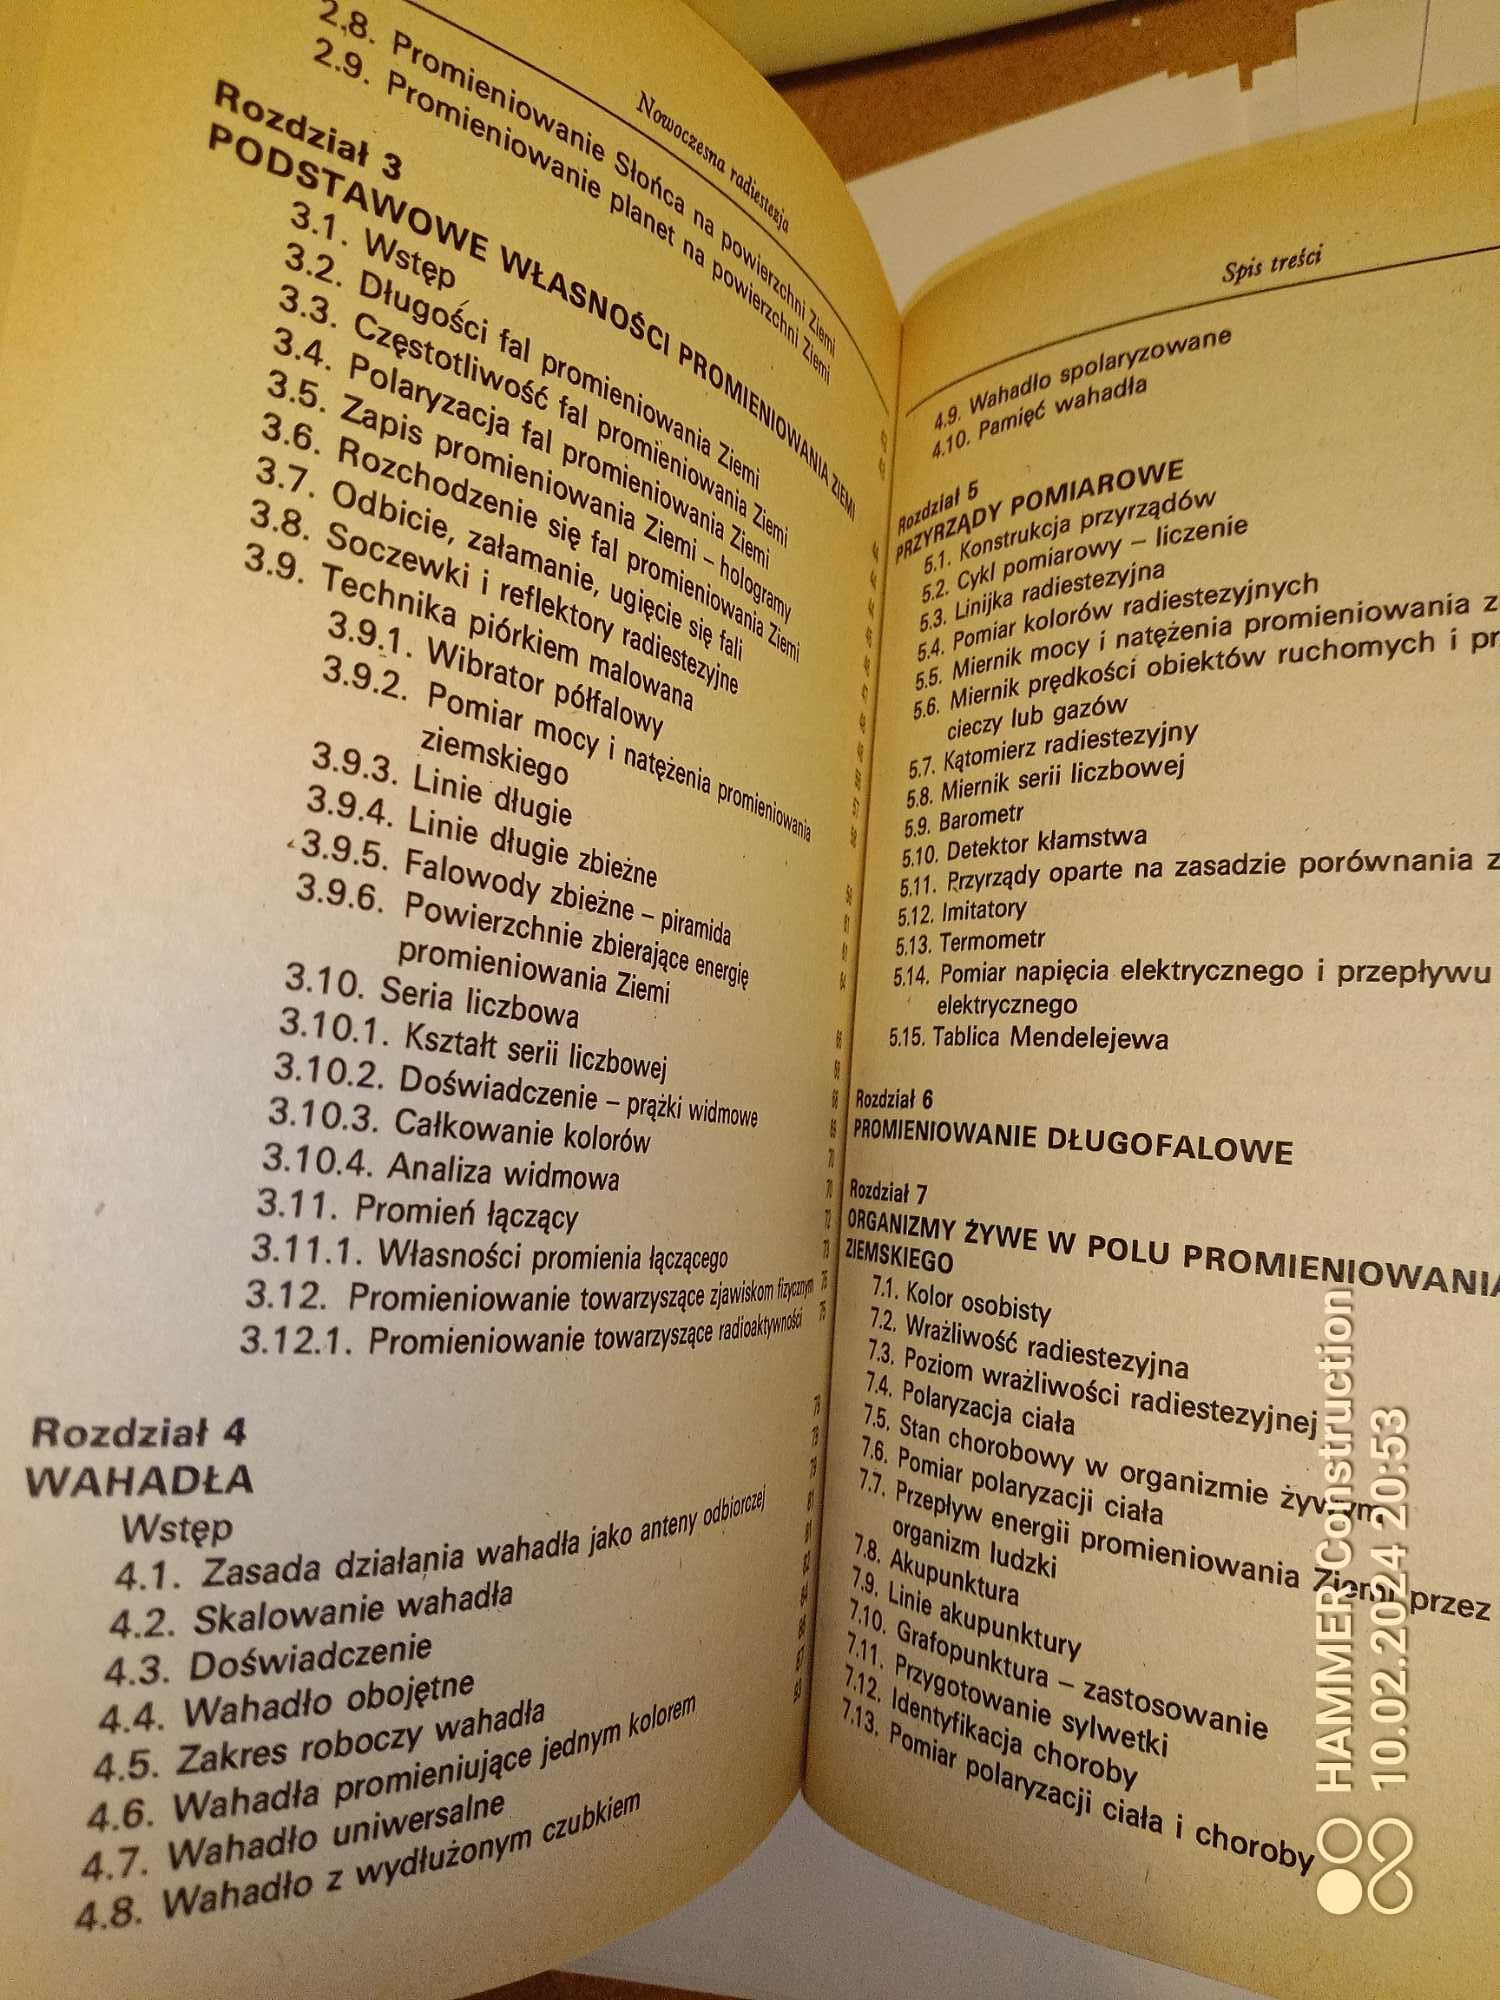 Nowoczesna radiestezja
2.8. Promieniowanie Słońca na powierzchni Ziemi
2.9. Promieniowanie planet na powierzchni Ziemi
Rozdział 3
PODSTAWOWE WŁASNOŚCI PROMIENIOWANIA ZIEMI
3.1. Wstęp
3.2. Długości fal promieniowania Ziemi
3.3. Częstotliwość fal promieniowania Ziemi
3.4. Polaryzacja fal promieniowania Ziemi
3.5. Zapis promieniowania Ziemi – hologramy
3.6. Rozchodzenie się fal promieniowania Ziemi
3.7. Odbicie, załamanie, ugięcie się fali
3.8. Soczewki i reflektory radiestezyjne
3.9. Technika piórkiem malowana
3.9.1. Wibrator półfalowy
3.9.2. Pomiar mocy i natężenia promieniowania
ziemskiego
3.9.3. Linie długie
3.9.4. Linie długie zbieżne
3.9.5. Falowody zbieżne – piramida
3.9.6. Powierzchnie zbierające energię
promieniowania Ziemi
3.10. Seria liczbowa
3.10.1. Kształt serii liczbowej
3.10.2. Doświadczenie – prążki widmowe
3.10.3. Całkowanie kolorów
3.10.4. Analiza widmowa
3.11. Promień łączący
3.11.1. Własności promienia łączącego
3.12. Promieniowanie towarzyszące zjawiskom fizycznym
3.12.1. Promieniowanie towarzyszące radioaktywności
Rozdział 4
WAHADŁA
Wstęp
4.1. Zasada działania wahadła jako anteny odbiorczej
4.2. Skalowanie wahadła
4.3. Doświadczenie
4.4. Wahadło obojętne
4.5. Zakres roboczy wahadła
4.6. Wahadła promieniujące jednym kolorem
4.7. Wahadło uniwersalne
4.8. Wahadło z wydłużonym czubkiem
Spis treści
4.9. Wahadło spolaryzowane
4.10. Pamięć wahadła
Rozdział 5
PRZYRZĄDY POMIAROWE
5.1. Konstrukcja przyrządów
5.2. Cykl pomiarowy – liczenie
5.3. Linijka radiestezyjna
5.4. Pomiar kolorów radiestezyjnych
5.5. Miernik mocy i natężenia promieniowania
5.6. Miernik prędkości obiektów ruchomych i
cieczy lub gazów
5.7. Kątomierz radiestezyjny
5.8. Miernik serii liczbowej
5.9. Barometr
5.10. Detektor kłamstwa
5.11. Przyrządy oparte na zasadzie porównania
5.12. Imitatory
5.13. Termometr
5.14. Pomiar napięcia elektrycznego i przepływu
elektrycznego
5.15. Tablica Mendelejewa
Rozdział 6
PROMIENIOWANIE DŁUGOFALOWE
Rozdział 7
ORGANIZMY ŻYWE W POLU PROMIENIOWANIA
ZIEMSKIEGO
7.1. Kolor osobisty
7.2. Wrażliwość radiestezyjna
7.3. Poziom wrażliwości radiestezyjnej
7.4. Polaryzacja ciała
7.5. Stan chorobowy w organizmie żywym
7.6. Pomiar polaryzacji ciała
7.7. Przepływ energii promieniowania Ziemi przez
organizm ludzki
7.8. Akupunktura
7.9. Linie akupunktury
7.10. Grafopunktura – zastosowanie
7.11. Przygotowanie sylwetki
7.12. Identyfikacja choroby
7.13. Pomiar polaryzacji ciała i choroby
HAMMER Construction
10.02.2024 20:53